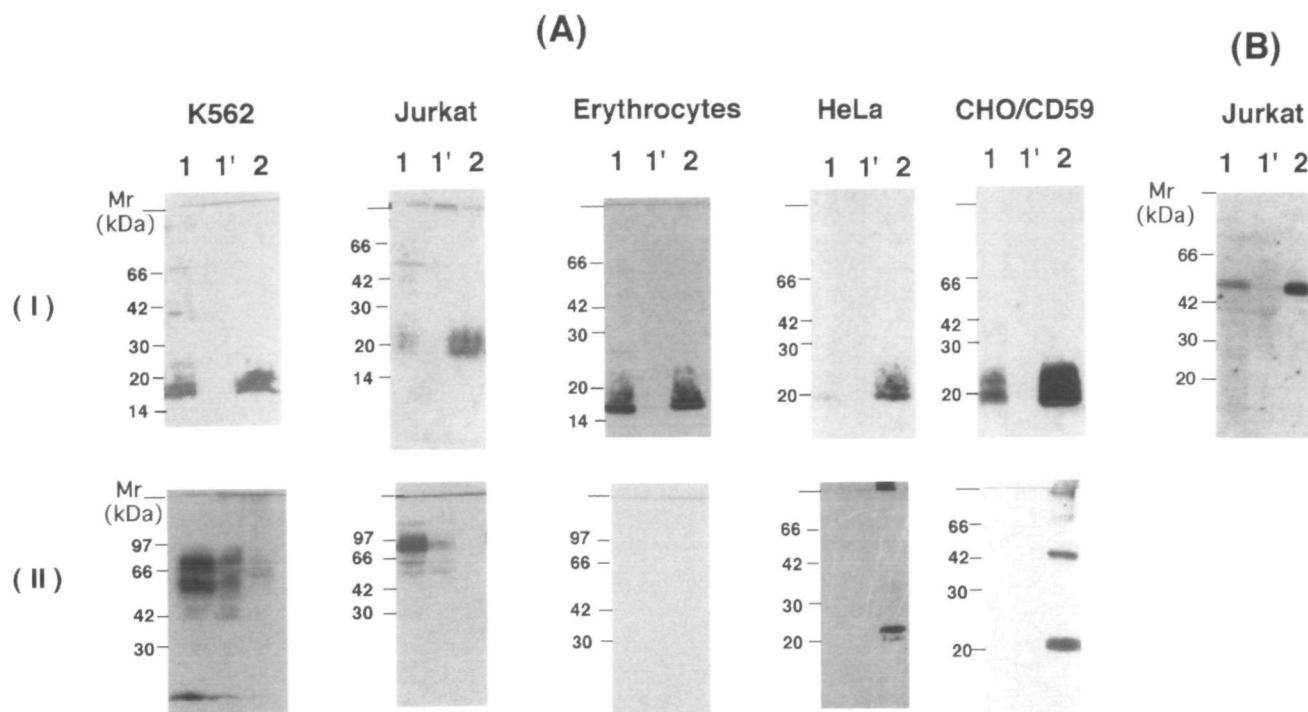 (A)
(B)
K562
Jurkat
Erythrocytes
HeLa
CHO/CD59
Jurkat
1 1' 2
1 1' 2
1 1' 2
1 1' 2
1 1' 2
1 1' 2
(I)
Mr
(kDa)
66
42
30
20
14
66
42
30
20
14
66
42
30
20
14
66
42
30
20
66
42
30
20
Mr
(kDa)
66
42
30
20
(II)
Mr
(kDa)
97
66
42
30
97
66
42
30
97
66
42
30
66
42
30
20
66
42
30
20